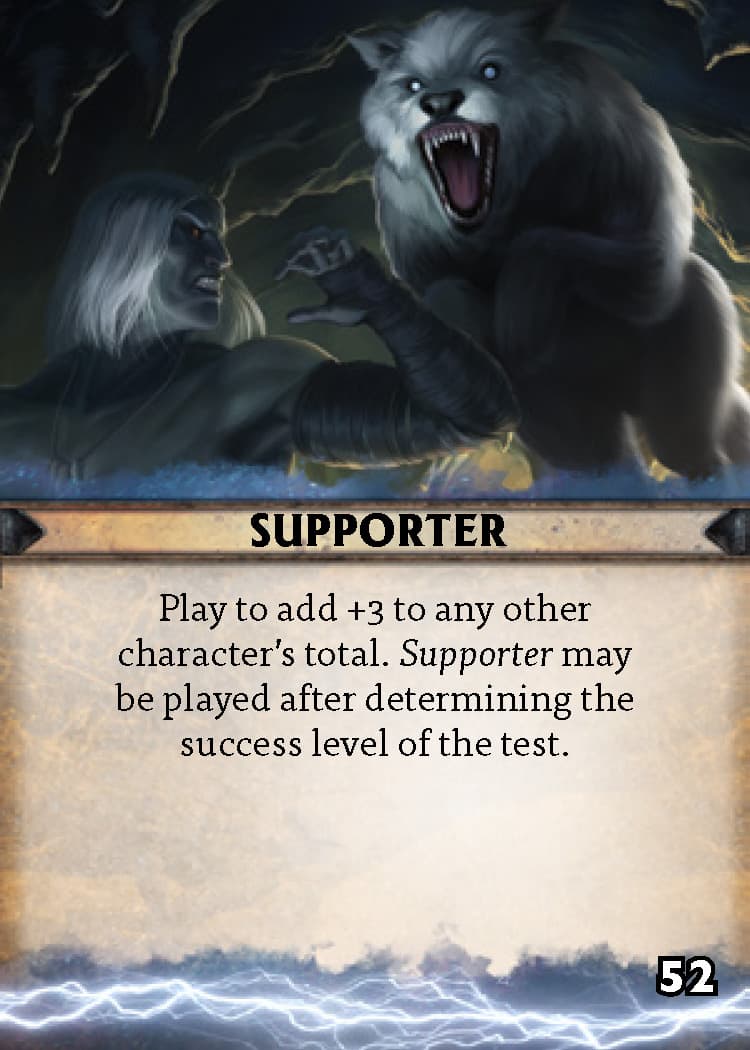 SUPPORTER
Play to add +3 to any other
character's total. Supporter may
be played after determining the
success level of the test.
52